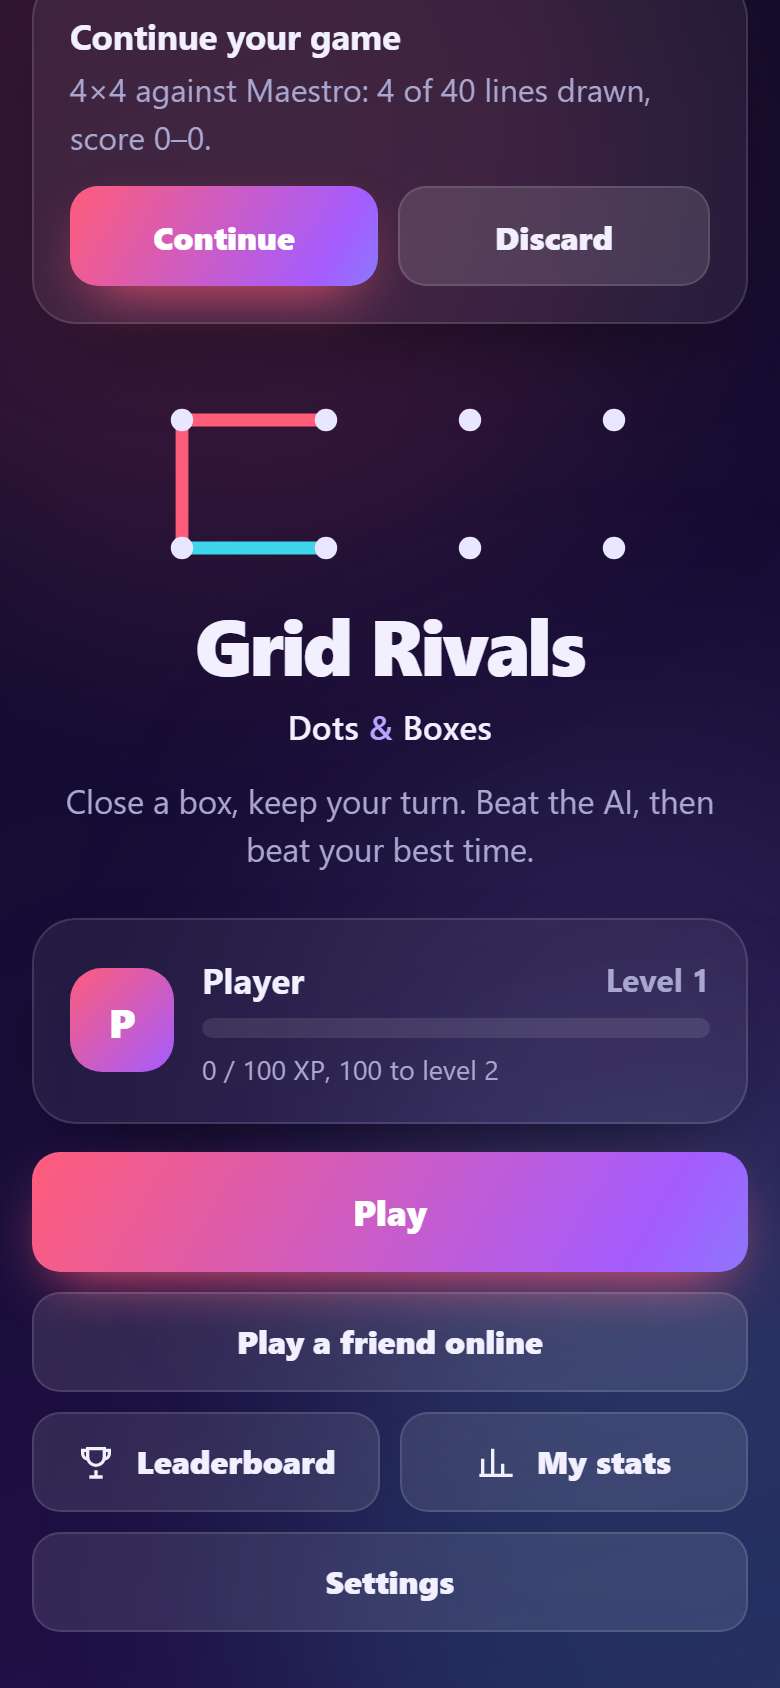 Continue your game
4×4 against Maestro: 4 of 40 lines drawn,
score 0–0.
Continue
Discard
Grid Rivals
Dots & Boxes
Close a box, keep your turn. Beat the AI, then
beat your best time.
P
Player
Level 1
0 / 100 XP, 100 to level 2
Play
Play a friend online
Leaderboard
My stats
Settings